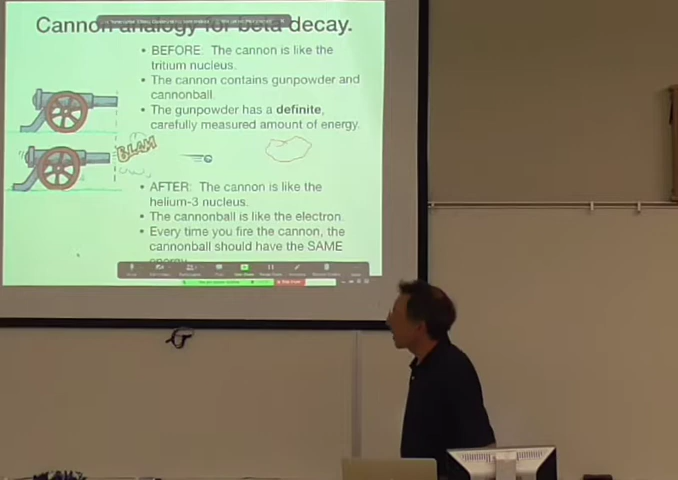 Cannon analogy for beta decay.
• BEFORE: The cannon is like the
tritium nucleus.
• The cannon contains gunpowder and
cannonball.
• The gunpowder has a definite,
carefully measured amount of energy.
BLAM
• AFTER: The cannon is like the
helium-3 nucleus.
• The cannonball is like the electron.
• Every time you fire the cannon, the
cannonball should have the SAME
energy